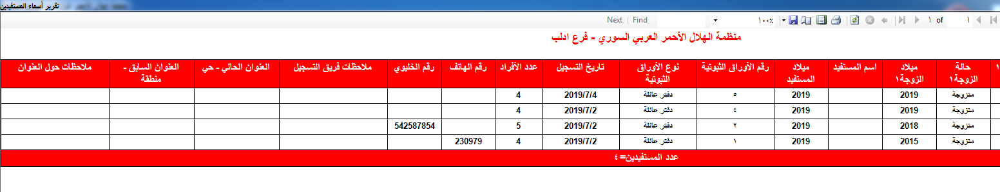 تقرير أسماء المستفيدين
١ of ١ ١٠٠٪ Find | Next
منظمة الهلال الأحمر العربي السوري - فرع ادلب
١ حالة الزوجة١ ميلاد الزوجة١ اسم المستفيد ميلاد المستفيد رقم الأوراق الثبوتية نوع الأوراق الثبوتية تاريخ التسجيل عدد الأفراد رقم الهاتف رقم الخليوي ملاحظات فريق التسجيل العنوان الحالي - حي العنوان السابق - منطقة ملاحظات حول العنوان
متزوجة 2019 2019 ٥ دفتر عائلة 2019/7/4 4
متزوجة 2019 2019 ٤ دفتر عائلة 2019/7/2 4
متزوجة 2018 2019 ٢ دفتر عائلة 2019/7/2 5 542587854
متزوجة 2015 2019 ١ دفتر عائلة 2019/7/2 4 230979
عدد المستفيدين=٤